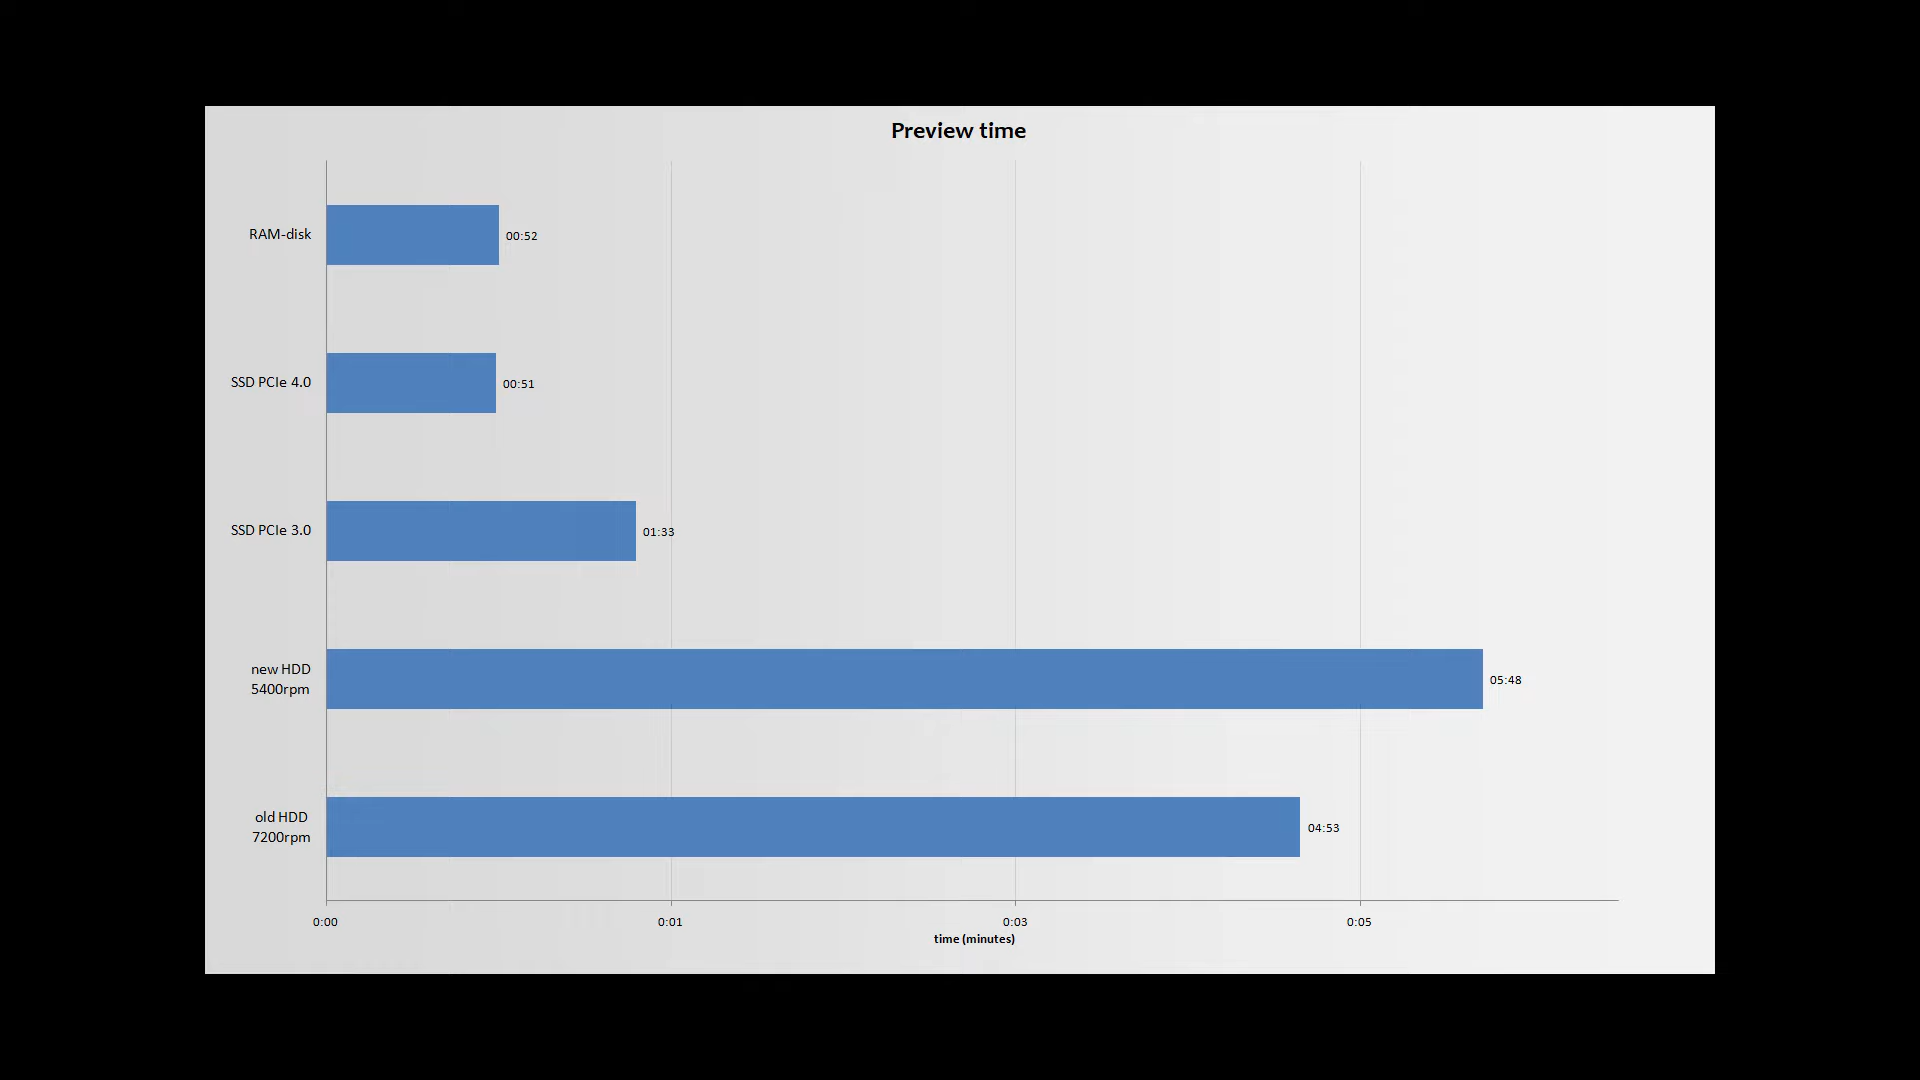 Preview time
RAM-disk
00:52
SSD PCIe 4.0
00:51
SSD PCIe 3.0
01:33
new HDD
5400rpm
05:48
old HDD
7200rpm
04:53
0:00 0:01 0:03 0:05
time (minutes)